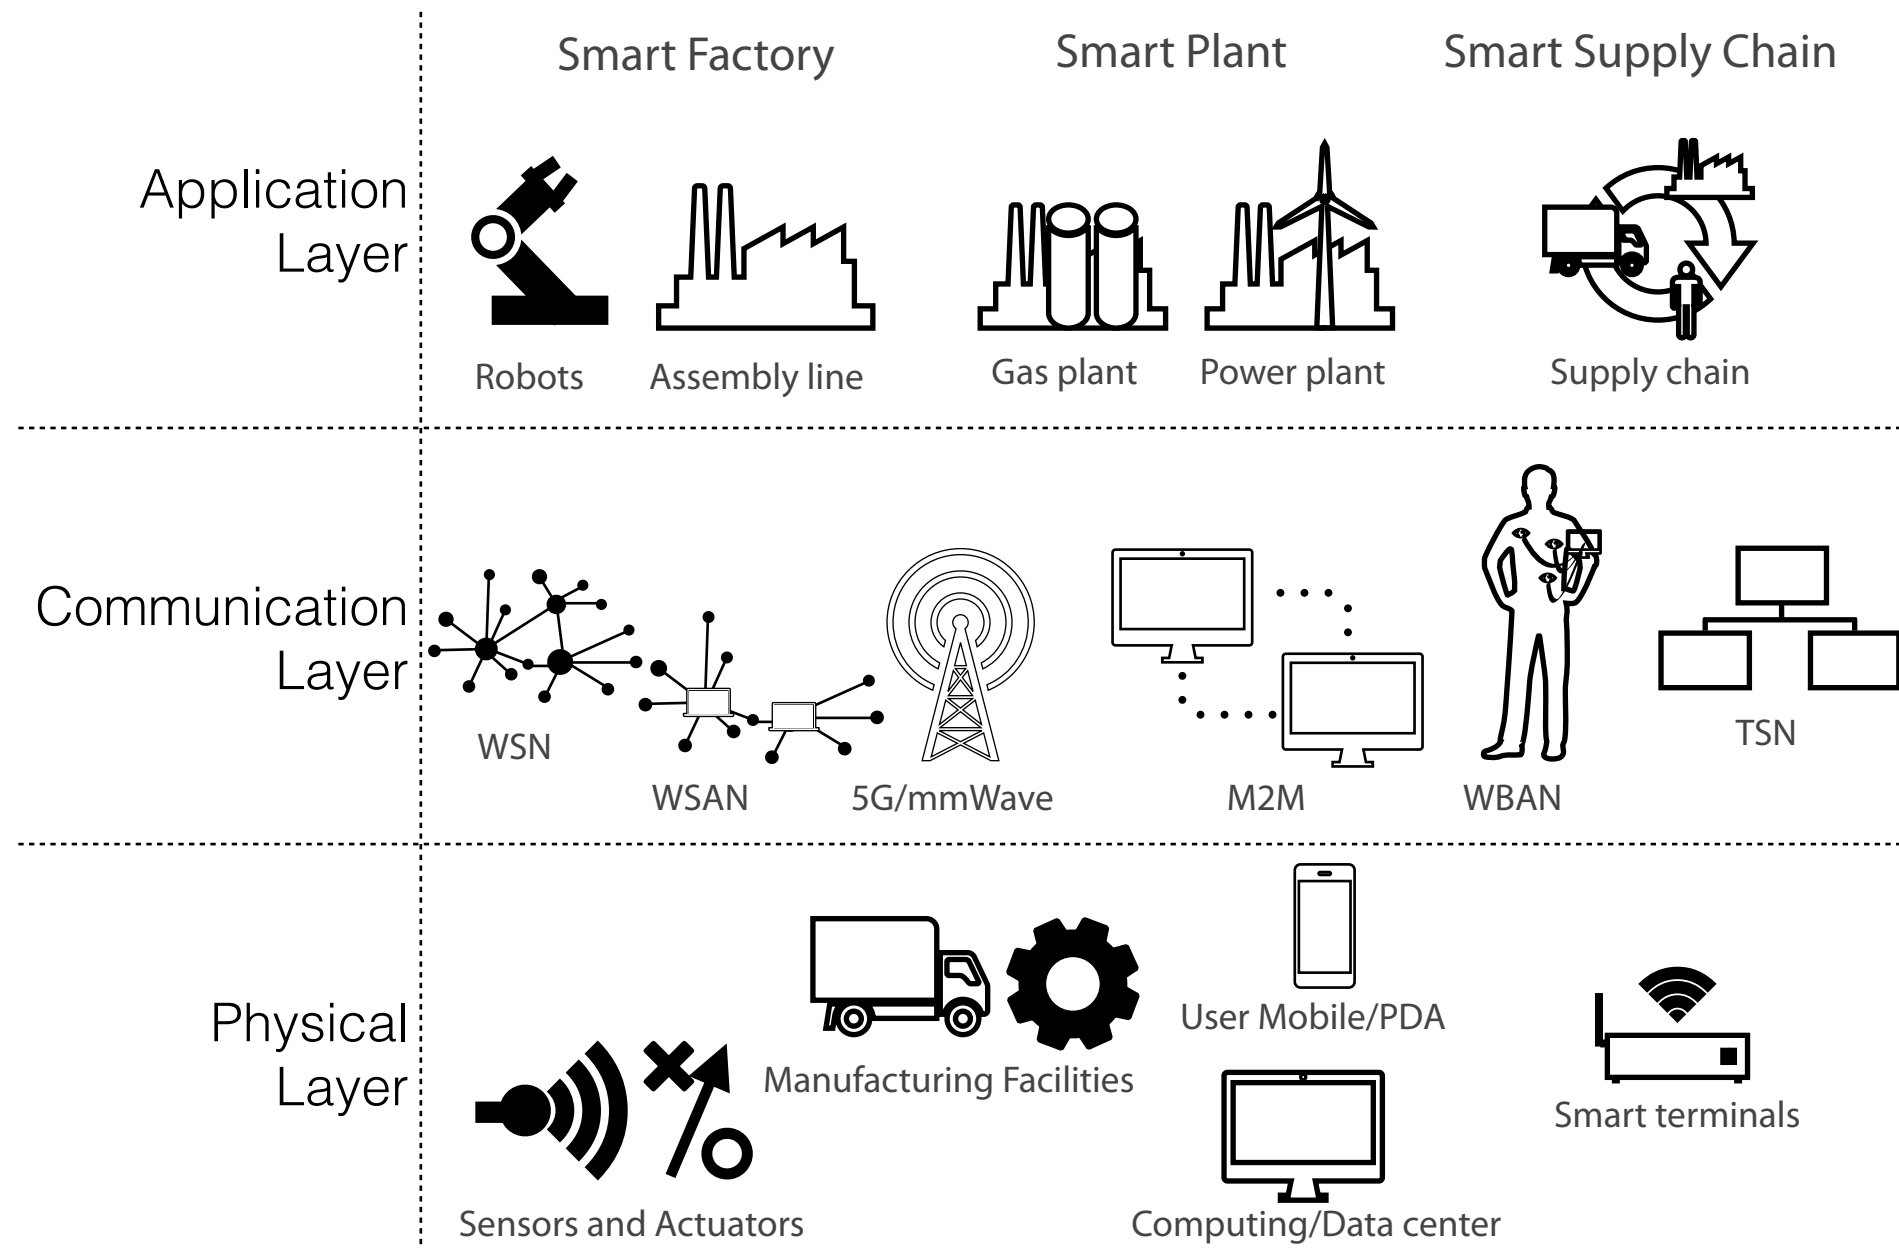 Smart Factory
Smart Plant
Smart Supply Chain
Application
Layer
Robots
Assembly line
Gas plant
Power plant
Supply chain
Communication
Layer
WSN
WSAN
5G/mmWave
M2M
WBAN
TSN
Physical
Layer
Sensors and Actuators
Manufacturing Facilities
User Mobile/PDA
Computing/Data center
Smart terminals